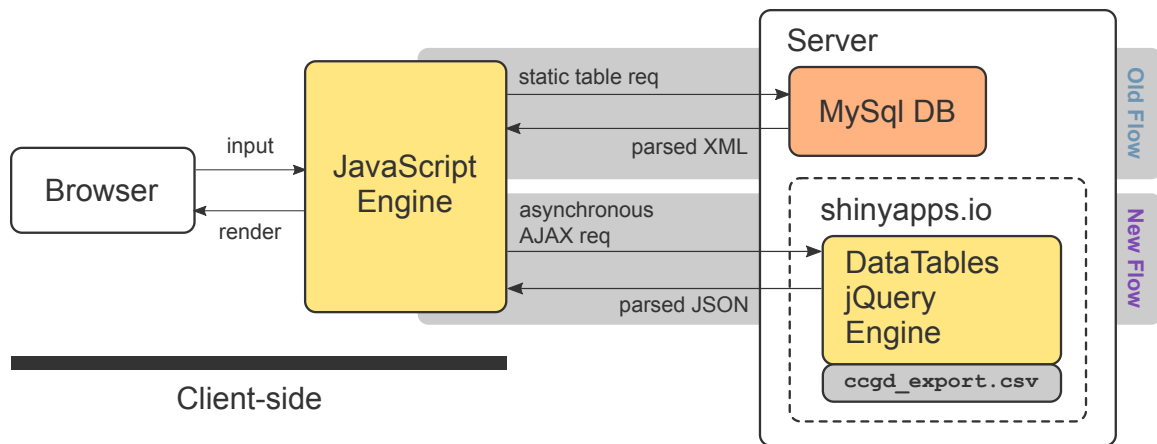 Server
static table req
MySql DB
parsed XML
Old Flow
input
Browser
render
JavaScript
Engine
asynchronous
AJAX req
parsed JSON
shinyapps.io
DataTables
jQuery
Engine
ccgd_export.csv
New Flow
Client-side